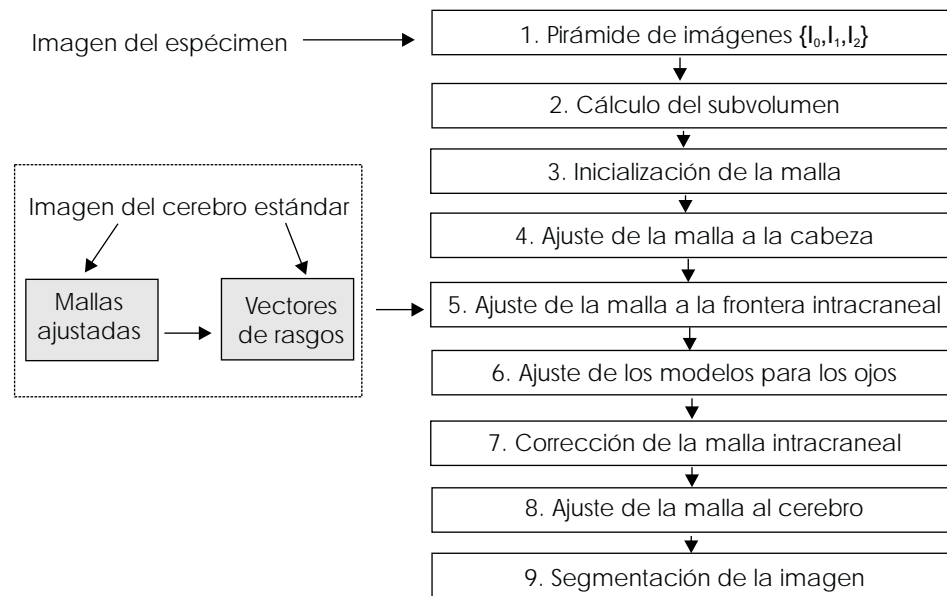 Imagen del espécimen
1. Pirámide de imágenes {I₀,I₁,I₂}
2. Cálculo del subvolumen
3. Inicialización de la malla
4. Ajuste de la malla a la cabeza
Imagen del cerebro estándar
Mallas
ajustadas
Vectores
de rasgos
5. Ajuste de la malla a la frontera intracraneal
6. Ajuste de los modelos para los ojos
7. Corrección de la malla intracraneal
8. Ajuste de la malla al cerebro
9. Segmentación de la imagen